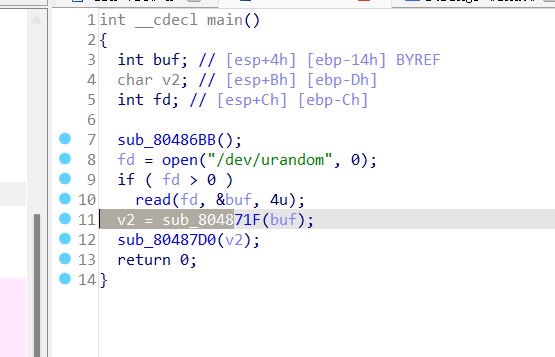 1 int __cdecl main()
2 {
3 int buf; // [esp+4h] [ebp-14h] BYREF
4 char v2; // [esp+Bh] [ebp-Dh]
5 int fd; // [esp+Ch] [ebp-Ch]
6
7 sub_80486BB();
8 fd = open("/dev/urandom", 0);
9 if ( fd > 0 )
10 read(fd, &buf, 4u);
11 v2 = sub_804871F(buf);
12 sub_80487D0(v2);
13 return 0;
14 }